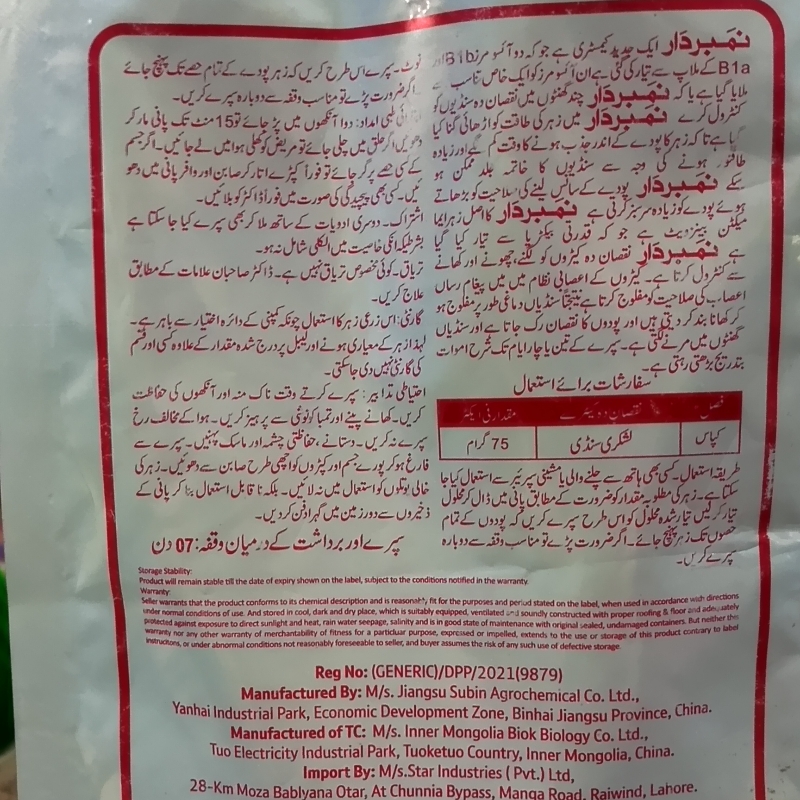 نمبردار ایک جدید کیمسٹری ہے جو کہ دو آئسومرز B1b اور
B1a کے ملاپ سے تیار کی گئی ہے ان آئسومرز کو ایک خاص تناسب سے
ملایا گیا ہے یا کہ نمبردار چند گھنٹوں میں نقصان دہ سنڈیوں کو
کنٹرول کرے نمبردار میں زہر کی طاقت کو اڑھائی گنا کیا
گیا ہے تاکہ زہر کا پودے کے اندر جذب ہونے کا وقت کم لگے اور زیادہ
طاقتور ہونے کی وجہ سے سنڈیوں کا خاتمہ جلد ممکن ہو
سکے نمبردار پودے کے سانس لینے کی صلاحیت کو بڑھاتے
ہوئے پودے کو زیادہ سرسبز کرتی ہے نمبردار کا اصل زہر ایما
میکٹن بینزویٹ ہے جو کہ قدرتی بیکٹریا سے تیار کیا گیا
ہے نمبردار نقصان دہ کیڑوں کو لگنے، چھونے اور کھانے
سے کنٹرول کرتا ہے۔ کیڑوں کے اعصابی نظام میں میں پیغام رساں
اعصاب کی صلاحیت کو مفلوج کرتا ہے نتیجتاً سنڈیاں دماغی طور پر مفلوج ہو
کر کھانا بند کر دیتی ہیں اور پودوں کا نقصان رک جاتا ہے اور سنڈیاں
گھنٹوں میں مرنے لگتی ہے۔ سپرے کے تین یا چار ایام تک شرح اموات
بتدریج بڑھتی رہتی ہے۔
سفارشات برائے استعمال
فصل نقصان دہ کیڑے مقدار فی ایکڑ
کپاس لشکری سنڈی 75 گرام
طریقہ استعمال۔ کسی بھی ہاتھ سے چلنے والی یا مشینی سپرئیر سے استعمال کیا جا
سکتا ہے۔ زہر کی مطلوبہ مقدار کو ضرورت کے مطابق پانی میں ڈال کر محلول
تیار کرلیں تیار شدہ محلول کو اس طرح سپرے کریں کہ پودوں کے تمام
حصوں تک زہر پہنچ جائے۔ اگر ضرورت پڑے تو مناسب وقفہ سے دوبارہ
سپرے کریں۔
نوٹ۔ سپرے اس طرح کریں کہ زہر پودے کے تمام حصے تک پہنچ جائے
اگر ضرورت پڑے تو مناسب وقفہ سے دوبارہ سپرے کریں۔
ابتدائی طبی امداد: دوا آنکھوں میں پڑ جائے تو 15 منٹ تک پانی مار کر
دھوئیں اگر حلق میں چلی جائے تو مریض کو کھلی ہوا میں لے جائیں۔ اگر جسم
کے کسی حصے پر گر جائے تو فوراً کپڑے اتار کر صابن اور وافر پانی میں دھو
ئیں۔ کسی بھی پیچیدگی کی صورت میں فوراً ڈاکٹر کو بلائیں۔
اشتراک۔ دوسری ادویات کے ساتھ ملا کر بھی سپرے کیا جا سکتا ہے
بشرطیکہ انکی خاصیت میں الکلی شامل نہ ہو۔
تریاق۔ کوئی مخصوص تریاق نہیں ہے۔ ڈاکٹر صاحبان علامات کے مطابق
علاج کریں۔
گارنٹی: اس زرعی زہر کا استعمال چونکہ کمپنی کے دائرہ اختیار سے باہر ہے۔
لہذا زہر کے معیاری ہونے اور لیبل پر درج شدہ مقدار کے علاوہ کسی اور قسم
کی گارنٹی نہیں دی جا سکتی۔
احتیاطی تدابیر: سپرے کرتے وقت ناک منہ اور آنکھوں کی حفاظت
کریں۔ کھانے پینے اور تمباکو نوشی سے پرہیز کریں۔ ہوا کے مخالف رخ
سپرے نہ کریں۔ دستانے، حفاظتی چشمہ اور ماسک پہنیں۔ سپرے سے
فارغ ہو کر پورے جسم اور کپڑوں کو اچھی طرح صابن سے دھوئیں۔ زہر کی
خالی بوتلوں کو استعمال میں نہ لائیں۔ بلکہ ناقابل استعمال بنا کر پانی کے
ذخیروں سے دور زمین میں گہرا دفن کر دیں۔
سپرے اور برداشت کے درمیان وقفہ: 07 دن
Storage Stability:
Product will remain stable till the date of expiry shown on the label, subject to the conditions notified in the warranty.
Warranty:
Seller warrants that the product conforms to its chemical description and is reasonably fit for the purposes and period stated on the label, when used in accordance with directions
under normal conditions of use. And stored in cool, dark and dry place, which is suitably equipped, ventilated and soundly constructed with proper roofing & floor and adequately
protected against exposure to direct sunlight and heat, rain water seepage, salinity and is in good state of maintenance with original sealed, undamaged containers. But neither this
warranty nor any other warranty of merchantability of fitness for a particluar purpose, expressed or impelled, extends to the use or storage of this product contrary to label
instrucitons, or under abnormal conditions not reasonably foreseeable to seller, and buyer assumes the risk of any such use of defective storage.
Reg No: (GENERIC)/DPP/2021(9879)
Manufactured By: M/s. Jiangsu Subin Agrochemical Co. Ltd.,
Yanhai Industrial Park, Economic Development Zone, Binhai Jiangsu Province, China.
Manufactured of TC: M/s. Inner Mongolia Biok Biology Co. Ltd.,
Tuo Electricity Industrial Park, Tuoketuo Country, Inner Mongolia, China.
Import By: M/s.Star Industries ( Pvt.) Ltd,
28-Km Moza Bablyana Otar, At Chunnia Bypass, Manga Road, Raiwind, Lahore.